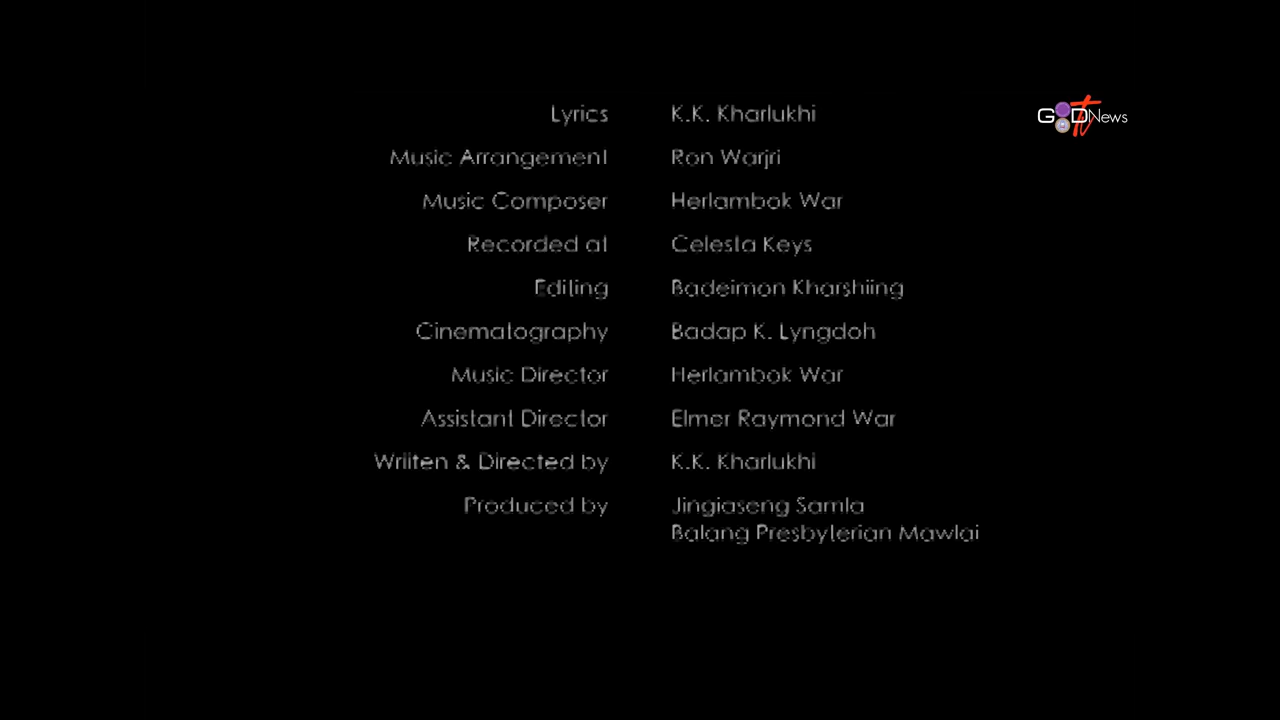 Lyrics K.K. Kharlukhi
GOOD News TV
Music Arrangement Ron Warjri
Music Composer Herlambok War
Recorded at Celesta Keys
Editing Badeimon Kharshiing
Cinematography Badap K. Lyngdoh
Music Director Herlambok War
Assistant Director Elmer Raymond War
Written & Directed by K.K. Kharlukhi
Produced by Jingiaseng Samla
Balang Presbyterian Mawlai